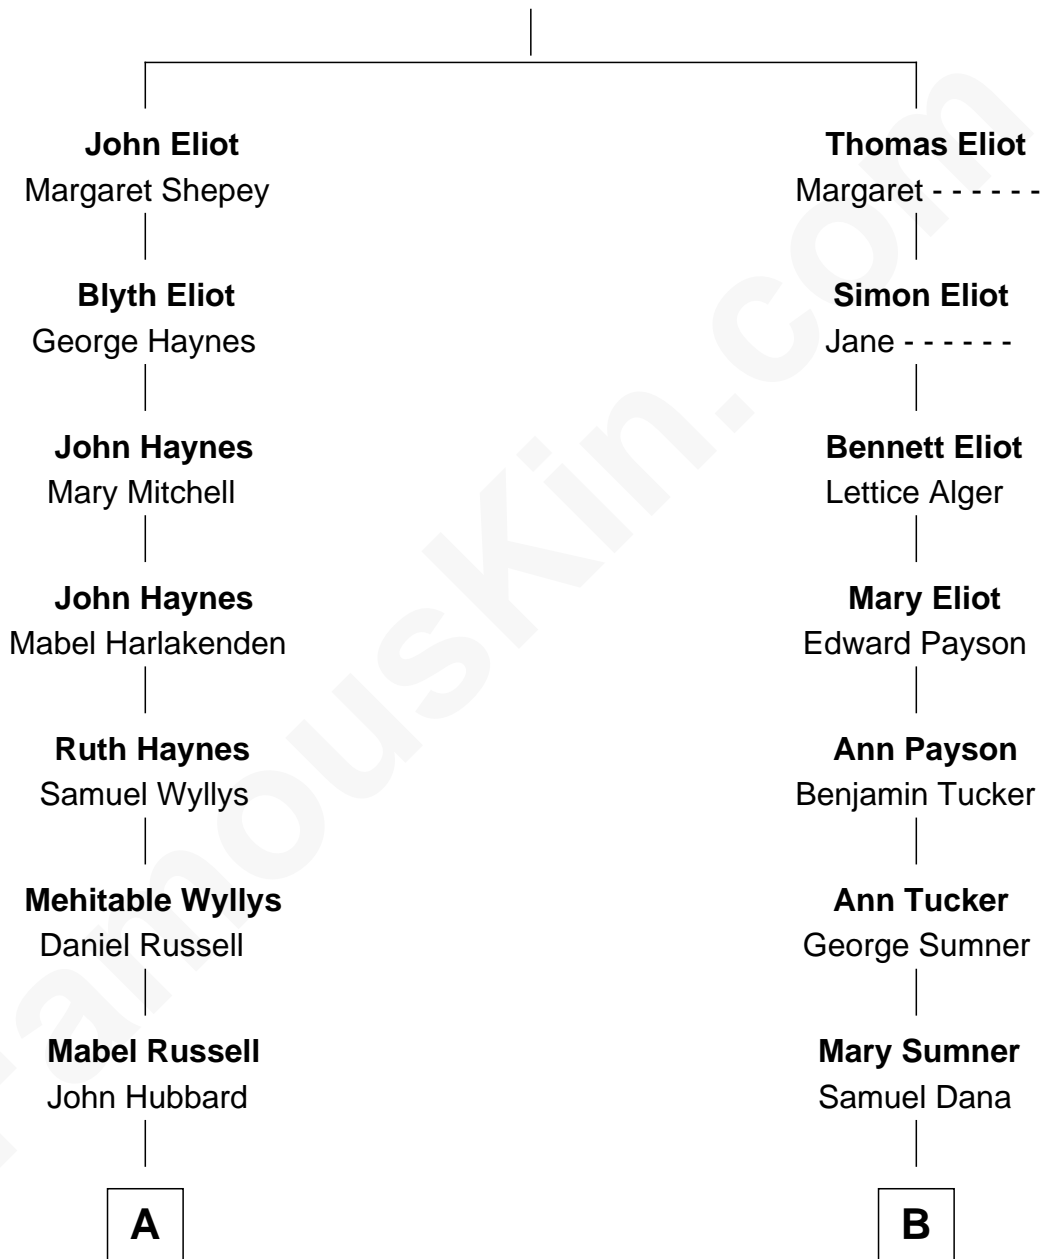 John Eliot
Margaret Shepey
Blyth Eliot
George Haynes
John Haynes
Mary Mitchell
John Haynes
Mabel Harlakenden
Ruth Haynes
Samuel Wyllys
Mehitable Wyllys
Daniel Russell
Mabel Russell
John Hubbard
A
Thomas Eliot
Margaret - - - - - -
Simon Eliot
Jane - - - - - -
Bennett Eliot
Lettice Alger
Mary Eliot
Edward Payson
Ann Payson
Benjamin Tucker
Ann Tucker
George Sumner
Mary Sumner
Samuel Dana
B
FamousKin.com